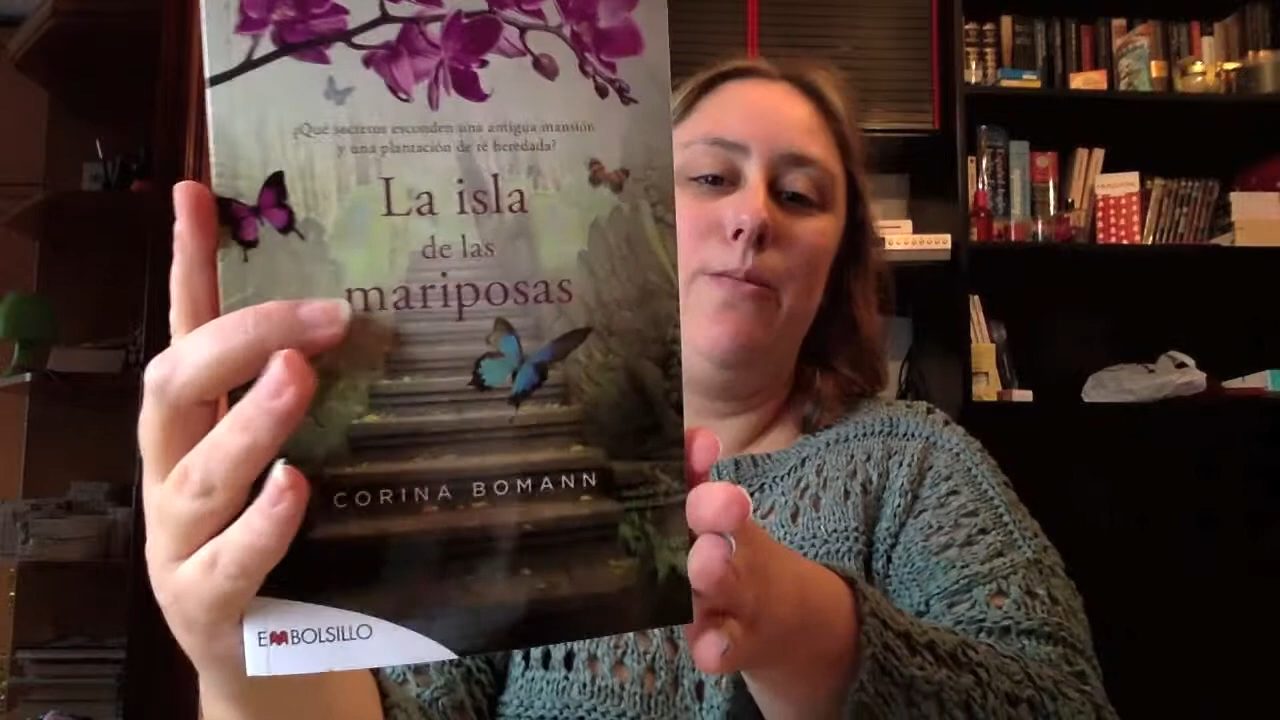 ¿Qué secretos esconden una antigua mansión
y una plantación de té heredada?
La isla
de las
mariposas
CORINA BOMANN
EMBOLSILLO